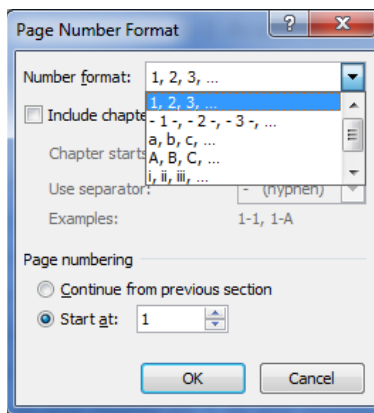 Page Number Format
Number format: 1, 2, 3, ...
1, 2, 3, ...
Include chapte
- 1 -, - 2 -, - 3 -, ...
a, b, c, ...
Chapter starts
A, B, C, ...
i, ii, iii, ...
Use separator: - (hyphen)
Examples: 1-1, 1-A
Page numbering
Continue from previous section
Start at: 1
OK Cancel